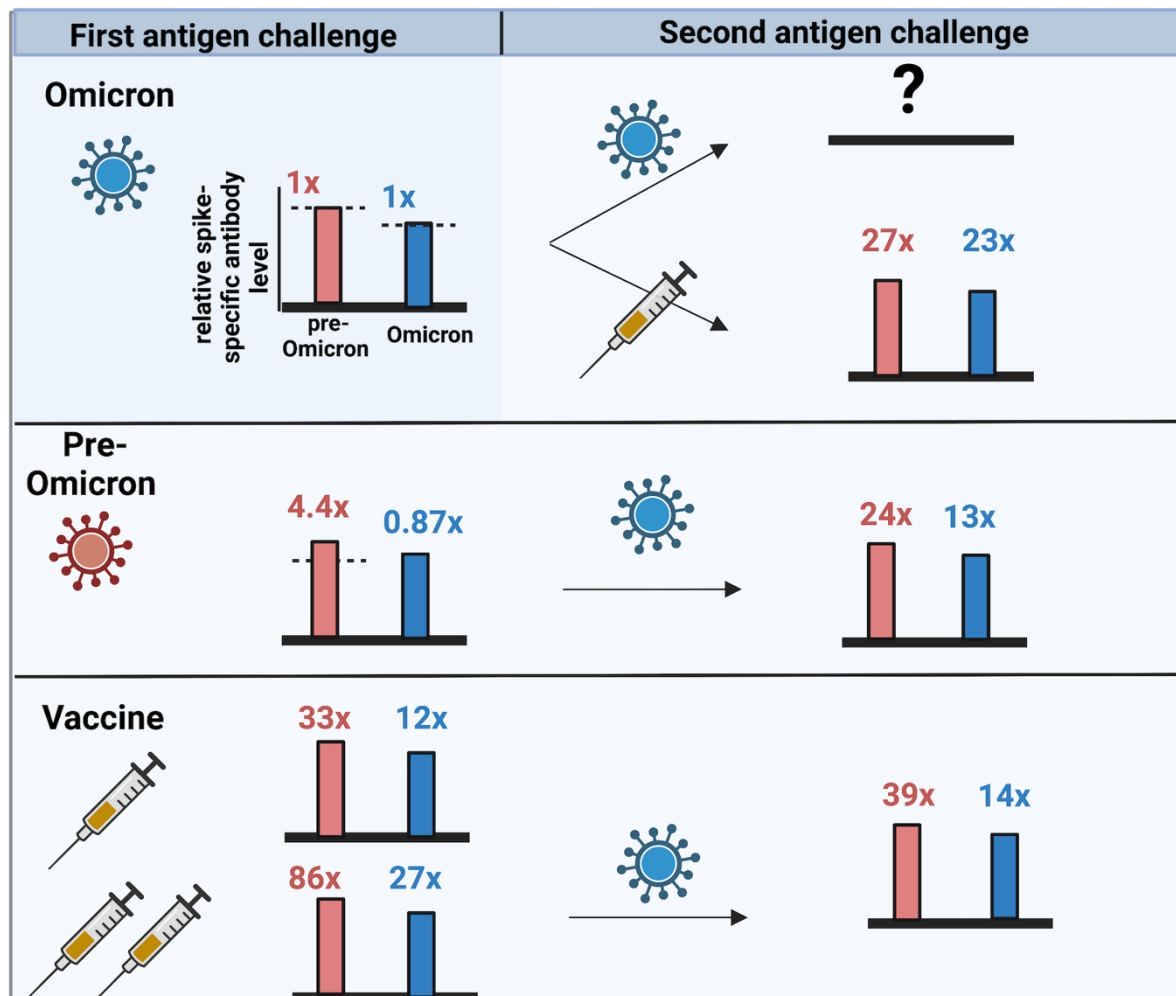 First antigen challenge
Second antigen challenge
Omicron
?
relative spike-
specific antibody
level
1x
1x
pre-
Omicron
Omicron
27x
23x
Pre-
Omicron
4.4x
0.87x
24x
13x
Vaccine
33x
12x
86x
27x
39x
14x